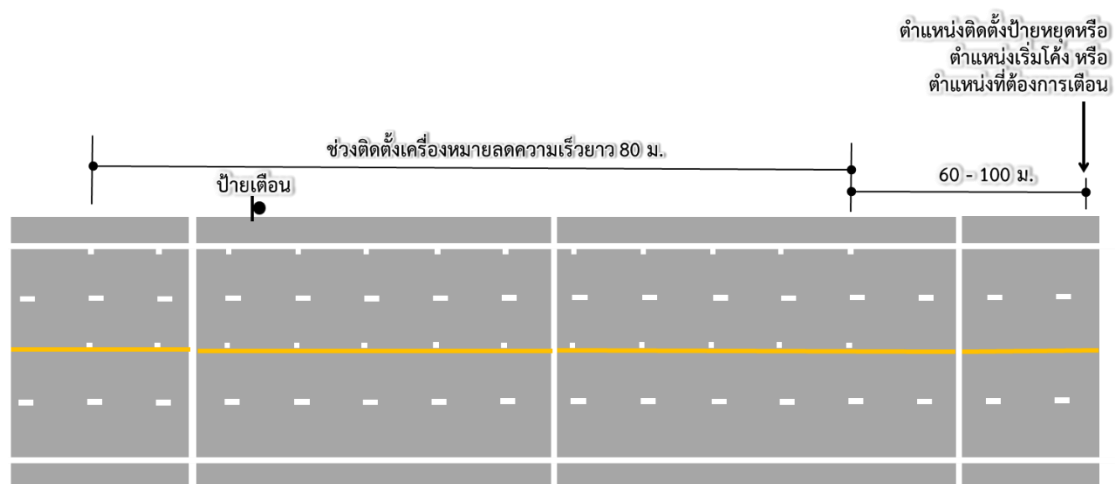 ตำแหน่งติดตั้งป้ายหยุดหรือ
ตำแหน่งเริ่มโค้ง หรือ
ตำแหน่งที่ต้องการเตือน
ช่วงติดตั้งเครื่องหมายลดความเร็วยาว 80 ม.
60 - 100 ม.
ป้ายเตือน